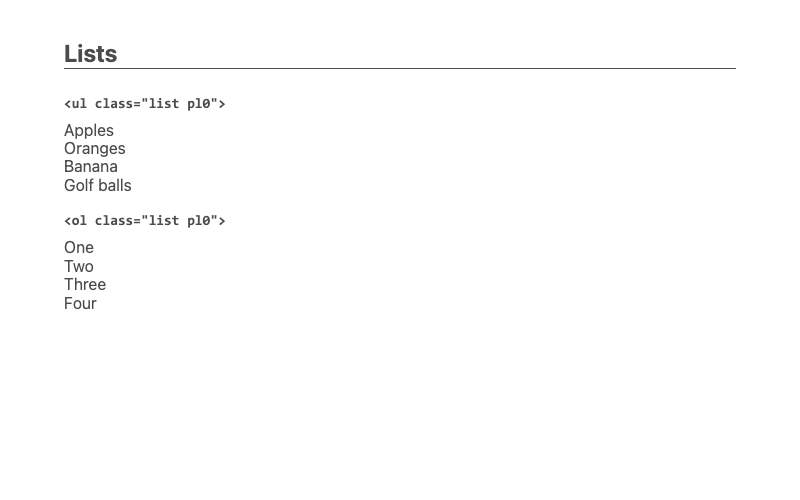 Lists
<ul class="list pl0">
Apples
Oranges
Banana
Golf balls
<ol class="list pl0">
One
Two
Three
Four